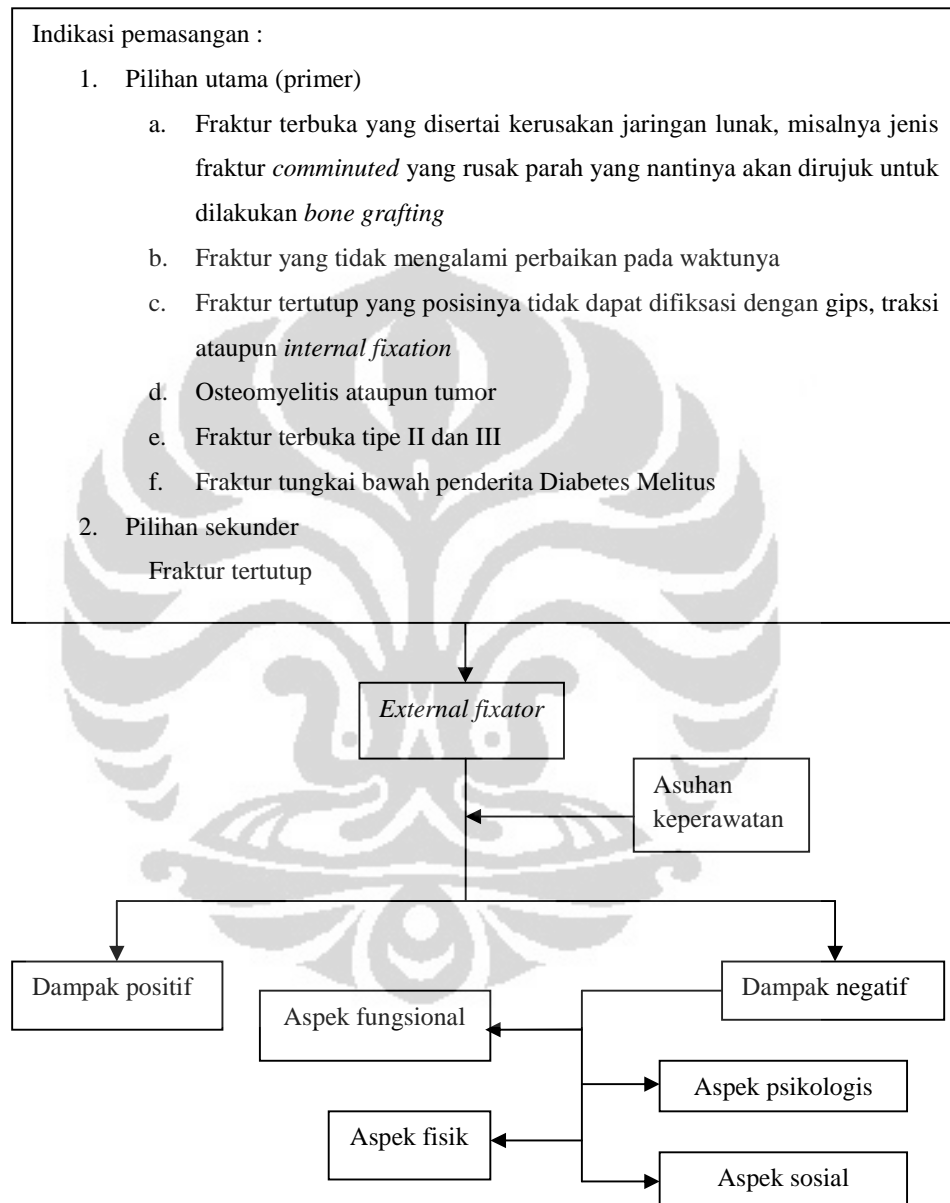 Indikasi pemasangan :
1. Pilihan utama (primer)
a. Fraktur terbuka yang disertai kerusakan jaringan lunak, misalnya jenis
fraktur comminuted yang rusak parah yang nantinya akan dirujuk untuk
dilakukan bone grafting
b. Fraktur yang tidak mengalami perbaikan pada waktunya
c. Fraktur tertutup yang posisinya tidak dapat difiksasi dengan gips, traksi
ataupun internal fixation
d. Osteomyelitis ataupun tumor
e. Fraktur terbuka tipe II dan III
f. Fraktur tungkai bawah penderita Diabetes Melitus
2. Pilihan sekunder
Fraktur tertutup
External fixator
Asuhan
keperawatan
Dampak positif
Dampak negatif
Aspek fungsional
Aspek psikologis
Aspek fisik
Aspek sosial